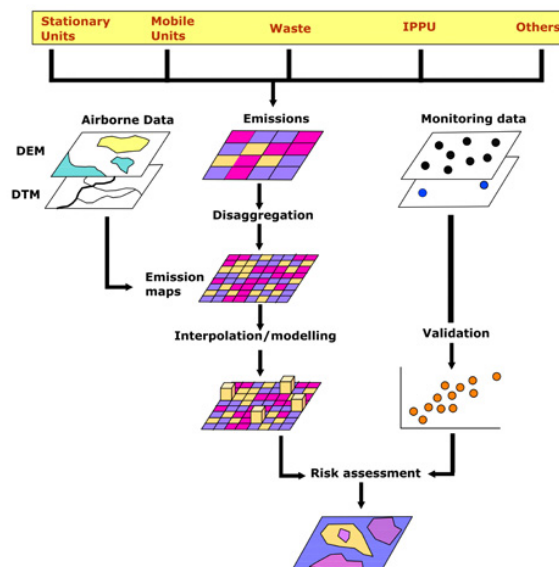 Stationary Units
Mobile Units
Waste
IPPU
Others
Airborne Data
Emissions
Monitoring data
DEM
DTM
Disaggregation
Emission maps
Interpolation/modelling
Validation
Risk assessment